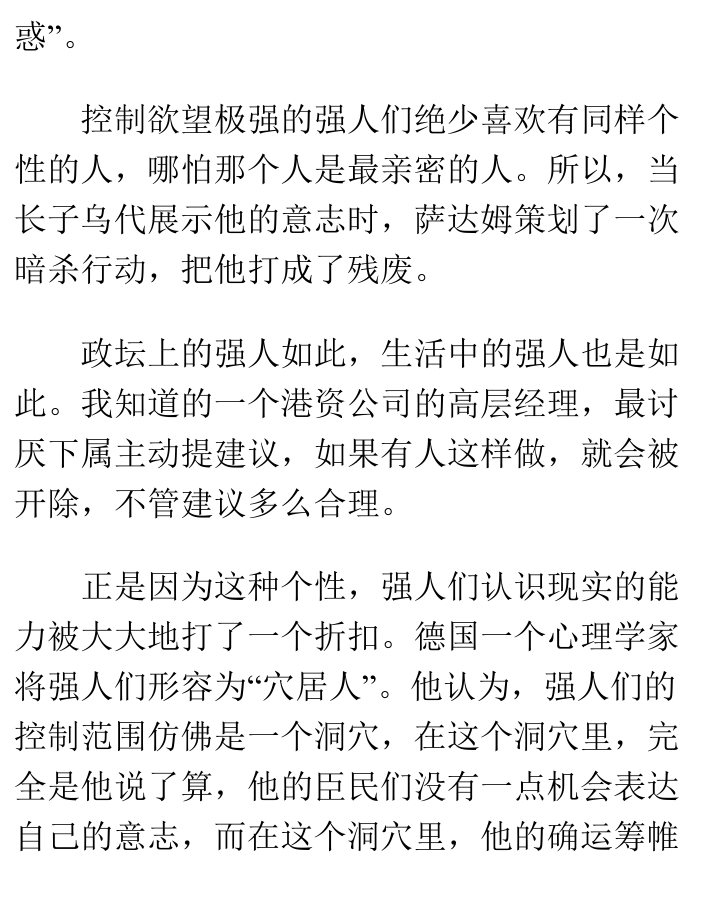 惑”。
控制欲望极强的强人们绝少喜欢有同样个
性的人，哪怕那个人是最亲密的人。所以，当
长子乌代展示他的意志时，萨达姆策划了一次
暗杀行动，把他打成了残废。
政坛上的强人如此，生活中的强人也是如
此。我知道的一个港资公司的高层经理，最讨
厌下属主动提建议，如果有人这样做，就会被
开除，不管建议多么合理。
正是因为这种个性，强人们认识现实的能
力被大大地打了一个折扣。德国一个心理学家
将强人们形容为“穴居人”。他认为，强人们的
控制范围仿佛是一个洞穴，在这个洞穴里，完
全是他说了算，他的臣民们没有一点机会表达
自己的意志，而在这个洞穴里，他的确运筹帷